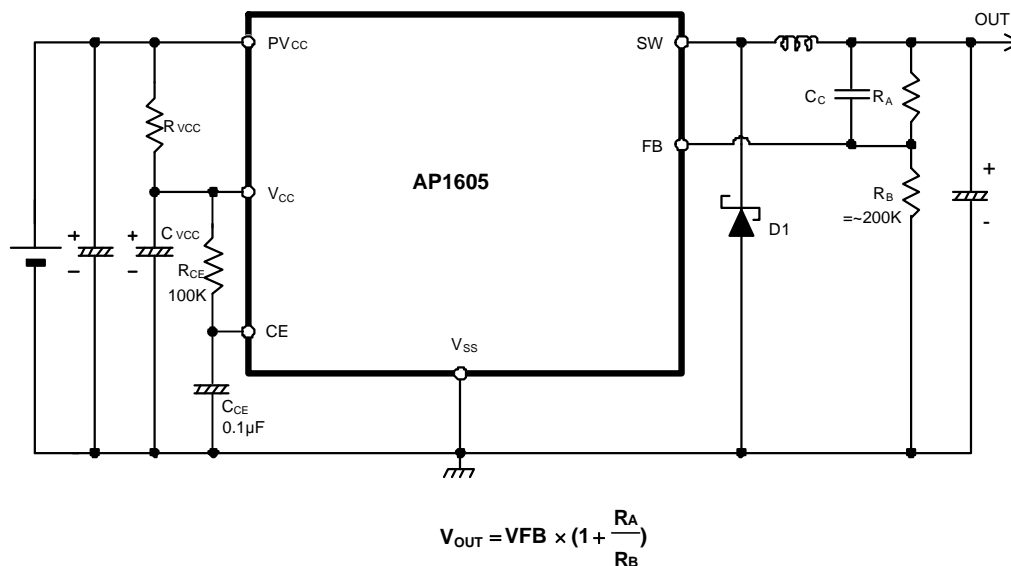 OUT
PVCC
SW
RVCC
CC
RA
FB
AP1605
VCC
RB
=~200K
+
-
+
−
+
−
CVCC
RCE
100K
D1
CE
VSS
CCE
0.1µF
VOUT = VFB × (1 + RA/RB)